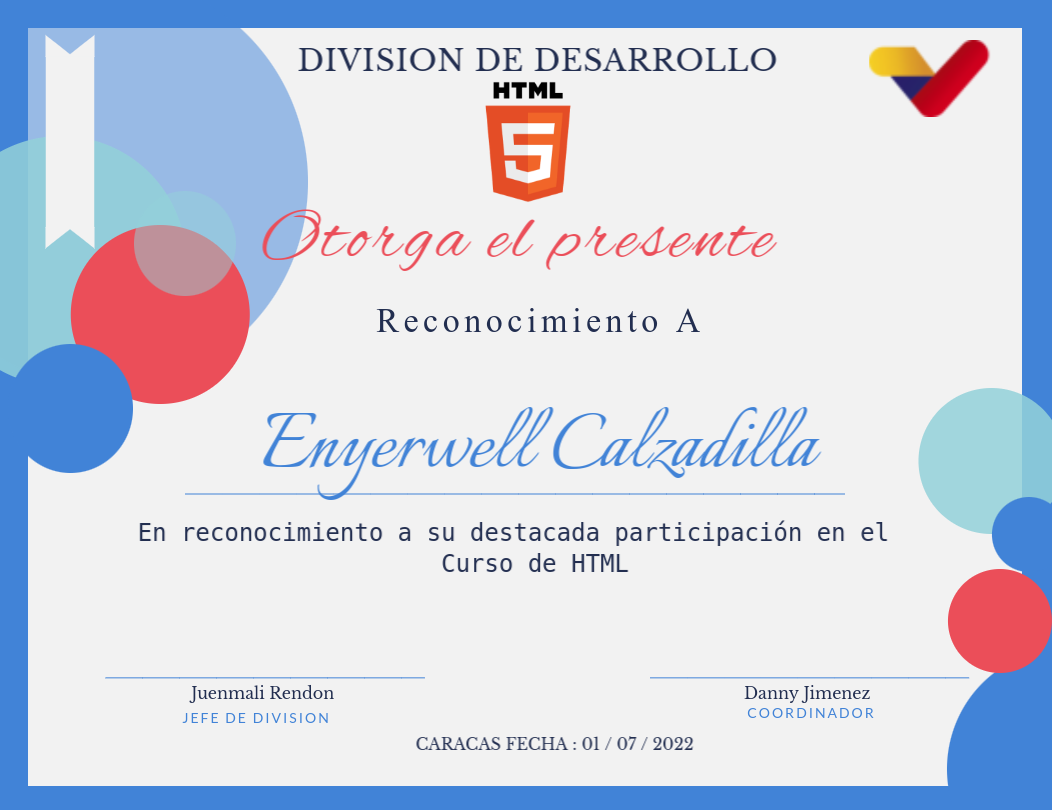 DIVISION DE DESARROLLO
HTML
5
Otorga el presente
Reconocimiento A
Enyerwell Calzadilla
En reconocimiento a su destacada participación en el
Curso de HTML
Juenmali Rendon
JEFE DE DIVISION
Danny Jimenez
COORDINADOR
CARACAS FECHA : 01 / 07 / 2022